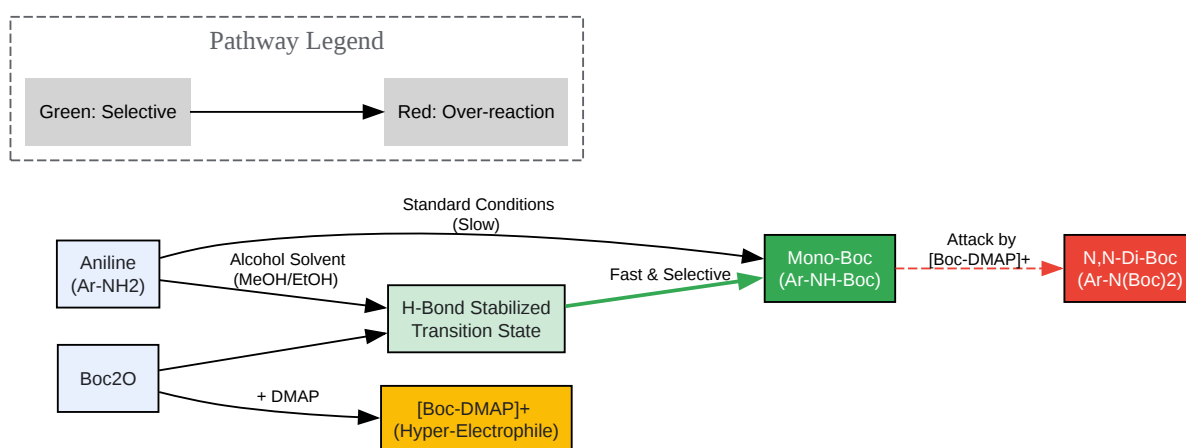 Pathway Legend
Green: Selective
Red: Over-reaction
Standard Conditions
(Slow)
Aniline
(Ar-NH2)
Alcohol Solvent
(MeOH/EtOH)
H-Bond Stabilized
Transition State
Fast & Selective
Mono-Boc
(Ar-NH-Boc)
Attack by
[Boc-DMAP]+
N,N-Di-Boc
(Ar-N(Boc)2)
Boc2O
+ DMAP
[Boc-DMAP]+
(Hyper-Electrophile)